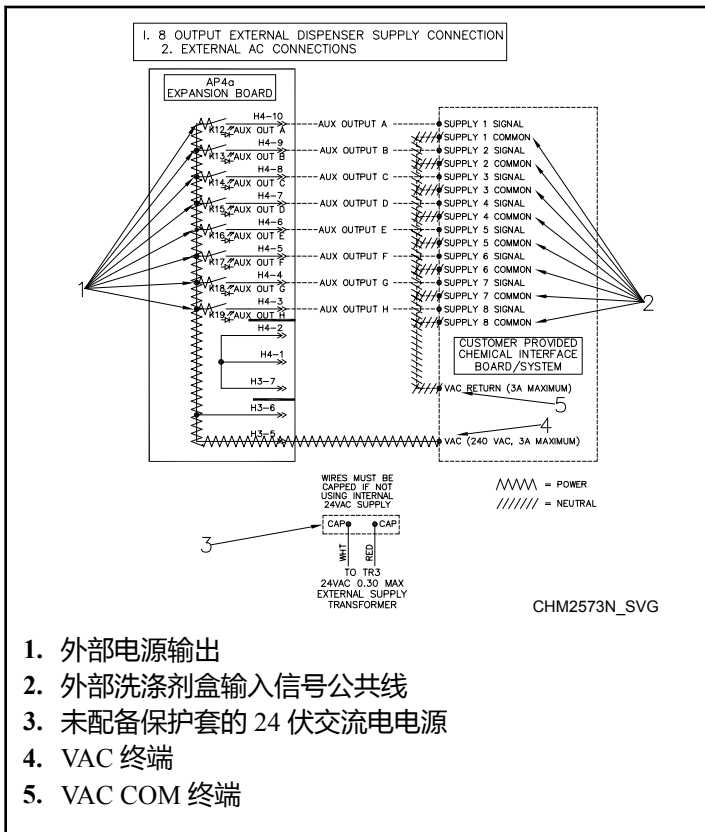 1. 8 OUTPUT EXTERNAL DISPENSER SUPPLY CONNECTION
2. EXTERNAL AC CONNECTIONS
AP4a
EXPANSION BOARD
H4-10
K12 AUX OUT A
AUX OUTPUT A
SUPPLY 1 SIGNAL
SUPPLY 1 COMMON
H4-9
K13 AUX OUT B
AUX OUTPUT B
SUPPLY 2 SIGNAL
SUPPLY 2 COMMON
H4-8
K14 AUX OUT C
AUX OUTPUT C
SUPPLY 3 SIGNAL
SUPPLY 3 COMMON
H4-7
K15 AUX OUT D
AUX OUTPUT D
SUPPLY 4 SIGNAL
SUPPLY 4 COMMON
H4-6
K16 AUX OUT E
AUX OUTPUT E
SUPPLY 5 SIGNAL
SUPPLY 5 COMMON
H4-5
K17 AUX OUT F
AUX OUTPUT F
SUPPLY 6 SIGNAL
SUPPLY 6 COMMON
H4-4
K18 AUX OUT G
AUX OUTPUT G
SUPPLY 7 SIGNAL
SUPPLY 7 COMMON
H4-3
K19 AUX OUT H
AUX OUTPUT H
SUPPLY 8 SIGNAL
SUPPLY 8 COMMON
1
2
H4-2
H4-1
H3-7
H3-6
H3-5
CUSTOMER PROVIDED
CHEMICAL INTERFACE
BOARD/SYSTEM
VAC RETURN (3A MAXIMUM)
5
4
VAC (240 VAC, 3A MAXIMUM)
WIRES MUST BE
CAPPED IF NOT
USING INTERNAL
24VAC SUPPLY
= POWER
= NEUTRAL
CAP CAP
3
WHT RED
TO TR3
24VAC 0.30 MAX
EXTERNAL SUPPLY
TRANSFORMER
CHM2573N_SVG
1. 外部电源输出
2. 外部洗涤剂盒输入信号公共线
3. 未配备保护套的 24 伏交流电电源
4. VAC 终端
5. VAC COM 终端